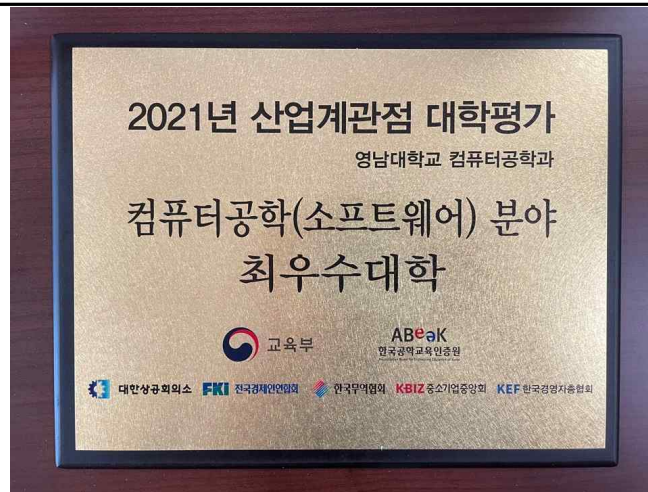 2021년 산업계관점 대학평가
영남대학교 컴퓨터공학과
컴퓨터공학(소프트웨어) 분야
최우수대학
교육부 ABeeK
한국공학교육인증원
대한상공회의소 FKI 전국경제인연합회 한국무역협회 KBIZ 중소기업중앙회 KEF 한국경영자총협회